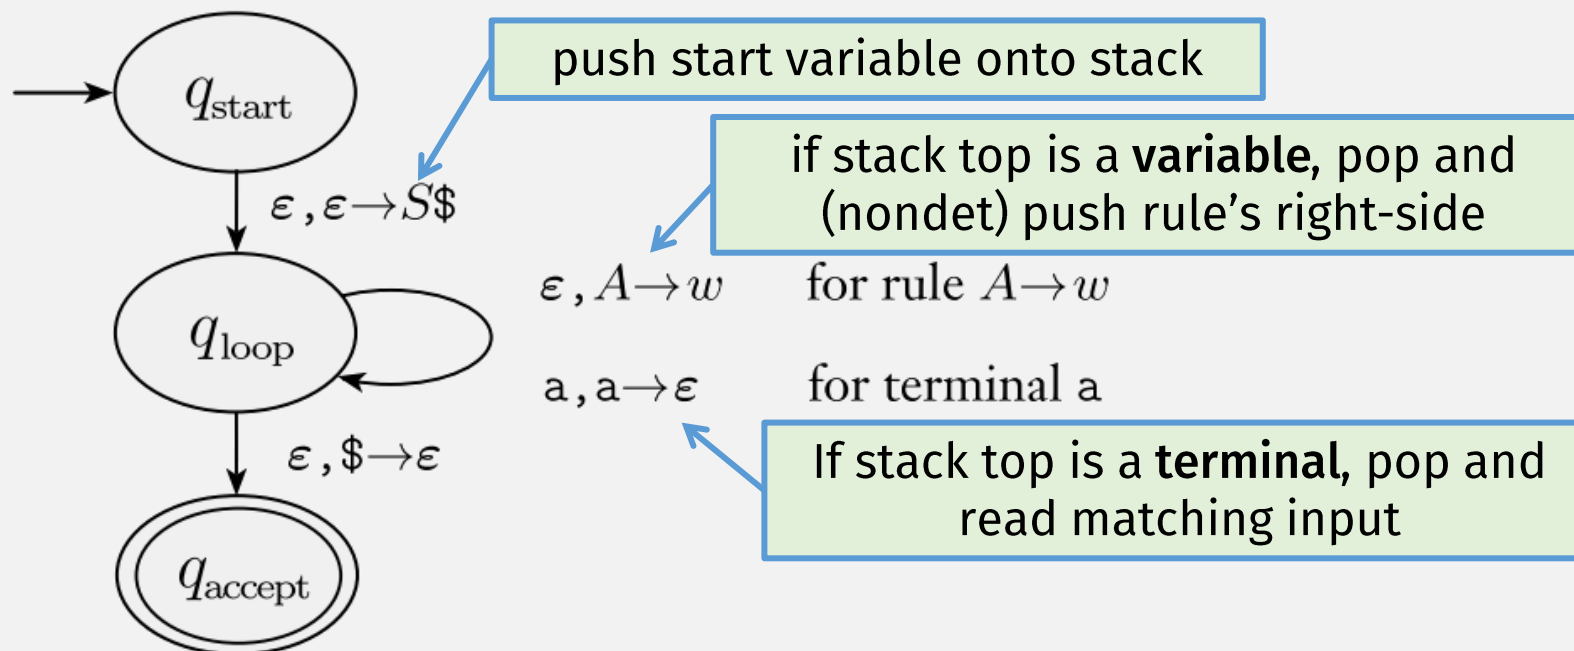 push start variable onto stack
q_start
if stack top is a variable, pop and
(nondet) push rule’s right-side
ε,ε→S$
ε,A→w for rule A→w
q_loop
a,a→ε for terminal a
ε,$→ε
If stack top is a terminal, pop and
read matching input
q_accept